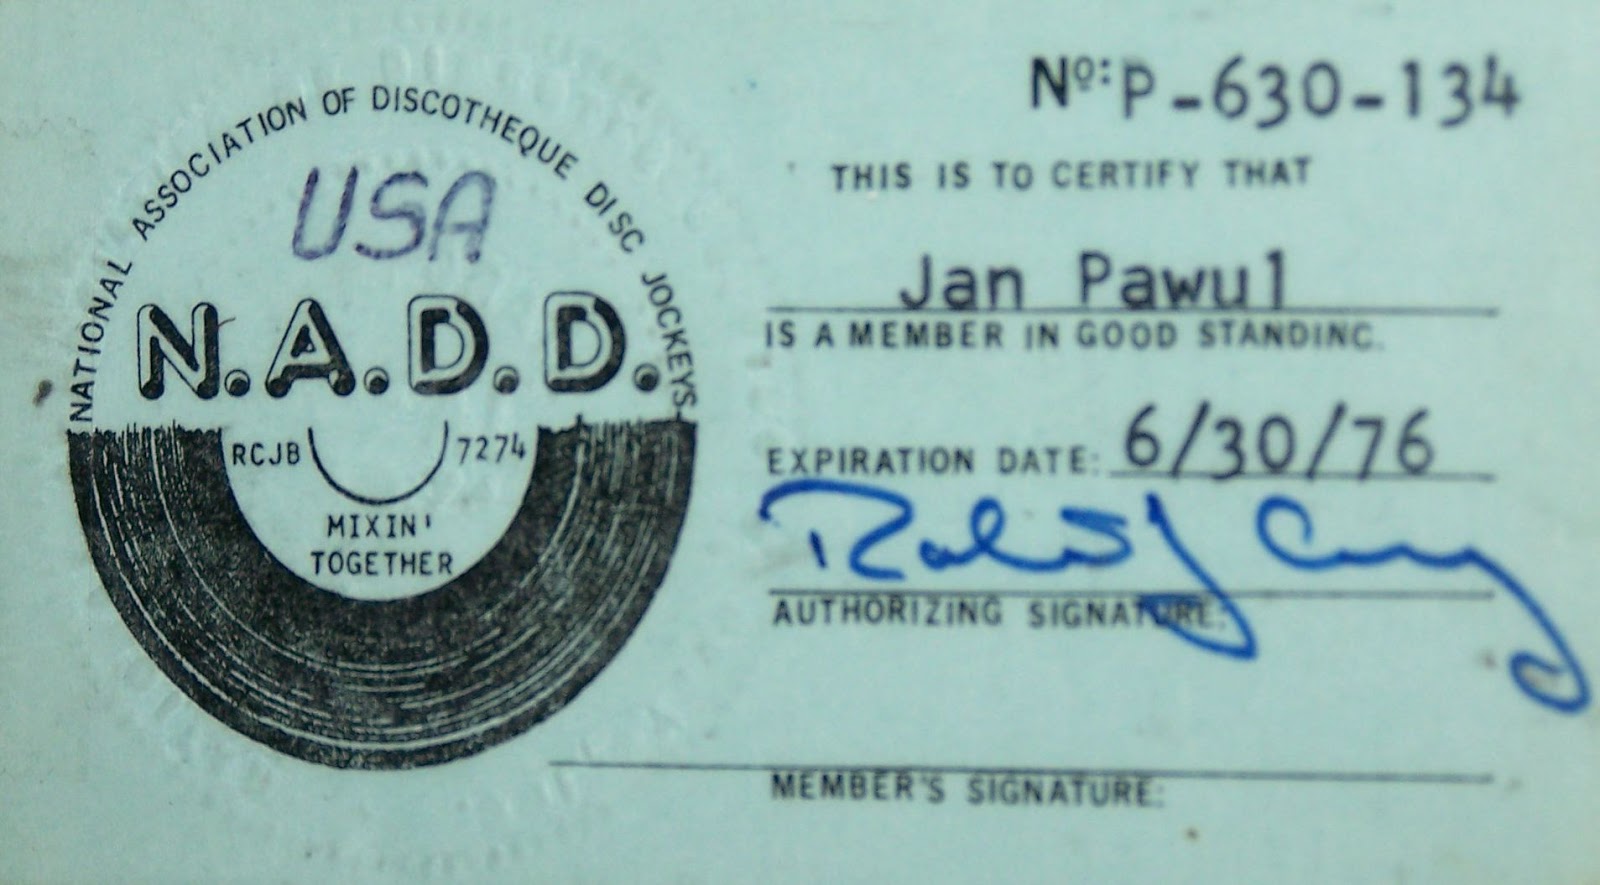 NATIONAL ASSOCIATION OF DISCOTHEQUE DISC JOCKEYS
USA
N.A.D.D.
RCJB 7274
MIXIN'
TOGETHER
Nº: P-630-134
THIS IS TO CERTIFY THAT
Jan Pawul
IS A MEMBER IN GOOD STANDING.
EXPIRATION DATE: 6/30/76
AUTHORIZING SIGNATURE:
MEMBER'S SIGNATURE: